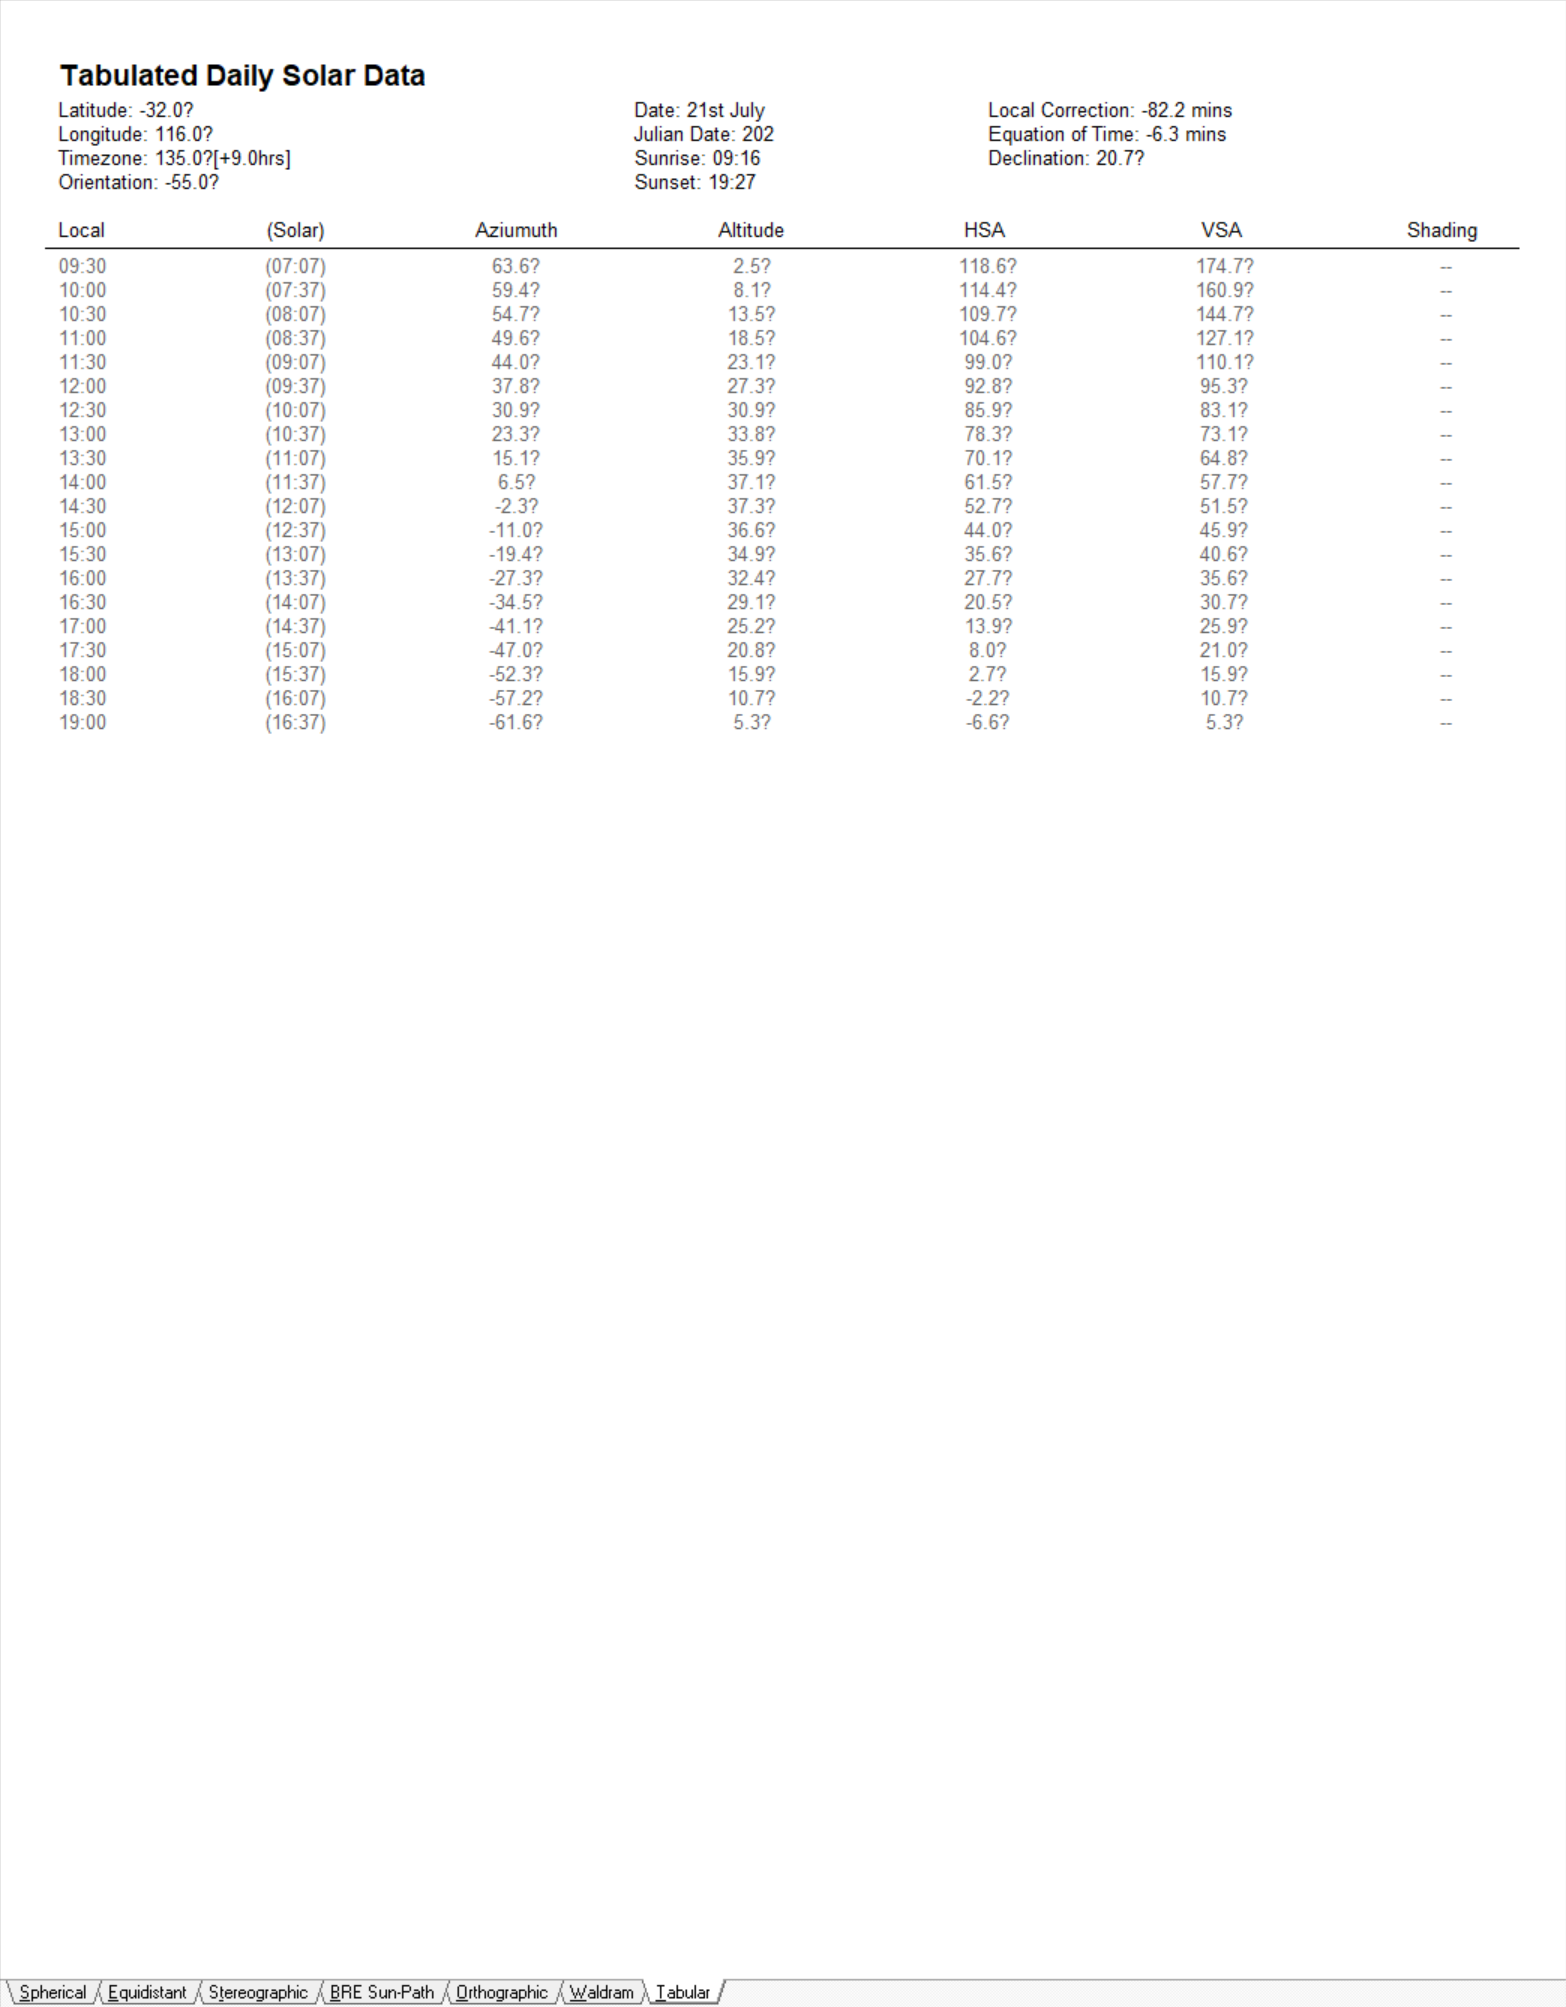 Tabulated Daily Solar Data
Latitude: -32.0? Date: 21st July Local Correction: -82.2 mins
Longitude: 116.0? Julian Date: 202 Equation of Time: -6.3 mins
Timezone: 135.0?[+9.0hrs] Sunrise: 09:16 Declination: 20.7?
Orientation: -55.0? Sunset: 19:27
Local (Solar) Aziumuth Altitude HSA VSA Shading
09:30 (07:07) 63.6? 2.5? 118.6? 174.7? --
10:00 (07:37) 59.4? 8.1? 114.4? 160.9? --
10:30 (08:07) 54.7? 13.5? 109.7? 144.7? --
11:00 (08:37) 49.6? 18.5? 104.6? 127.1? --
11:30 (09:07) 44.0? 23.1? 99.0? 110.1? --
12:00 (09:37) 37.8? 27.3? 92.8? 95.3? --
12:30 (10:07) 30.9? 30.9? 85.9? 83.1? --
13:00 (10:37) 23.3? 33.8? 78.3? 73.1? --
13:30 (11:07) 15.1? 35.9? 70.1? 64.8? --
14:00 (11:37) 6.5? 37.1? 61.5? 57.7? --
14:30 (12:07) -2.3? 37.3? 52.7? 51.5? --
15:00 (12:37) -11.0? 36.6? 44.0? 45.9? --
15:30 (13:07) -19.4? 34.9? 35.6? 40.6? --
16:00 (13:37) -27.3? 32.4? 27.7? 35.6? --
16:30 (14:07) -34.5? 29.1? 20.5? 30.7? --
17:00 (14:37) -41.1? 25.2? 13.9? 25.9? --
17:30 (15:07) -47.0? 20.8? 8.0? 21.0? --
18:00 (15:37) -52.3? 15.9? 2.7? 15.9? --
18:30 (16:07) -57.2? 10.7? -2.2? 10.7? --
19:00 (16:37) -61.6? 5.3? -6.6? 5.3? --
Spherical Equidistant Stereographic BRE Sun-Path Orthographic Waldram Tabular